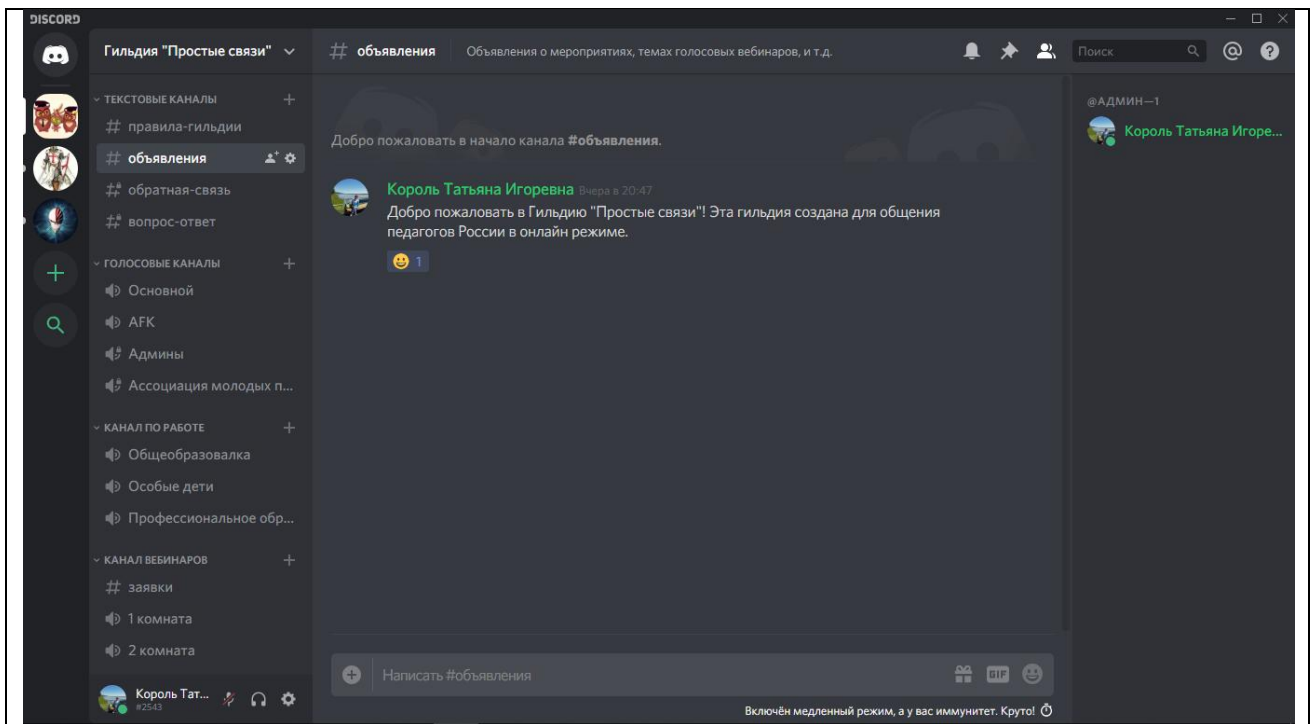 DISCORD
Гильдия "Простые связи"
ТЕКСТОВЫЕ КАНАЛЫ
правила-гильдии
объявления
обратная-связь
вопрос-ответ
ГОЛОСОВЫЕ КАНАЛЫ
Основной
AFK
Админы
Ассоциация молодых п...
КАНАЛ ПО РАБОТЕ
Общеобразовалка
Особые дети
Профессиональное обр...
КАНАЛ ВЕБИНАРОВ
заявки
1 комната
2 комната
Король Тат...
#2543
# объявления Объявления о мероприятиях, темах голосовых вебинаров, и т.д.
Поиск
Добро пожаловать в начало канала #объявления.
Король Татьяна Игоревна Вчера в 20:47
Добро пожаловать в Гильдию "Простые связи"! Эта гильдия создана для общения
педагогов России в онлайн режиме.
1
Написать #объявления
GIF
Включён медленный режим, а у вас иммунитет. Круто!
@АДМИН—1
Король Татьяна Игоре...